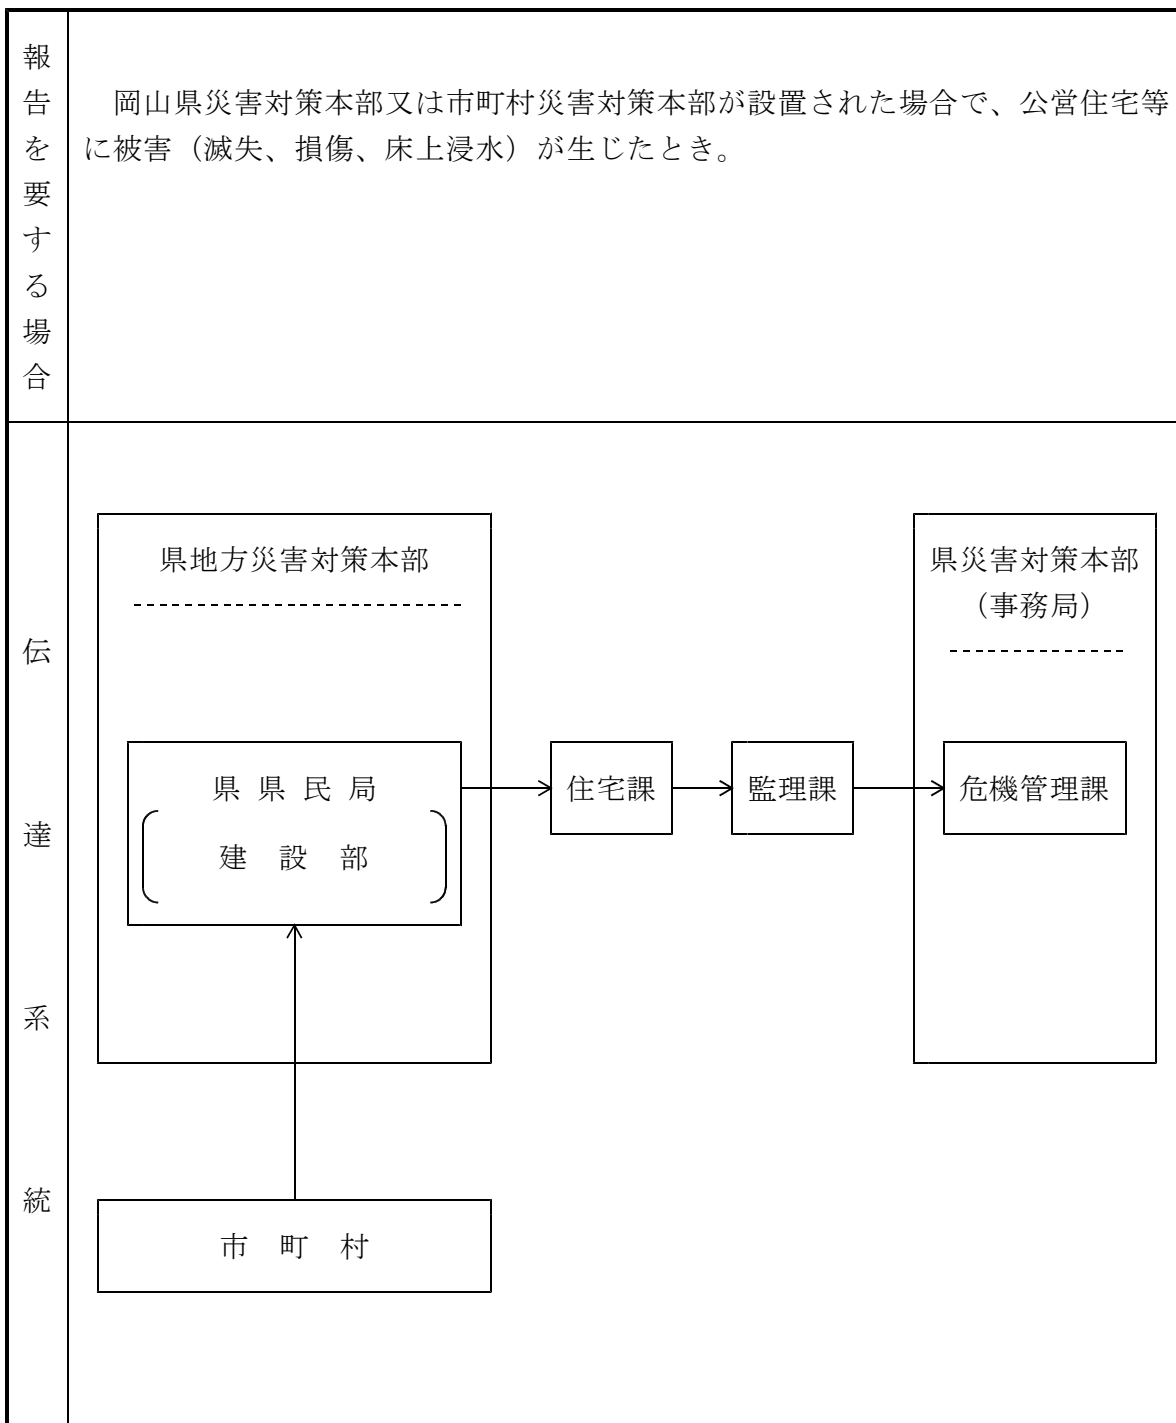 報告を要する場合
　岡山県災害対策本部又は市町村災害対策本部が設置された場合で、公営住宅等
に被害（滅失、損傷、床上浸水）が生じたとき。
伝達系統
県地方災害対策本部
県災害対策本部
（事務局）
県県民局
建設部
住宅課
監理課
危機管理課
市町村